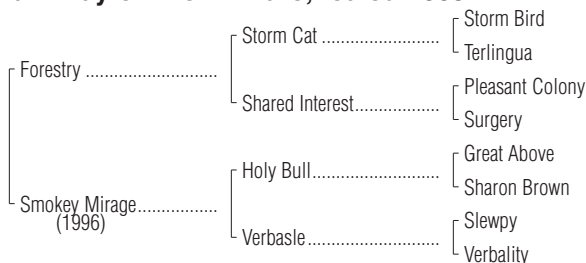 Storm Bird
Storm Cat ........................
Terlingua
Forestry ...........................
Pleasant Colony
Shared Interest.................
Surgery
Great Above
Holy Bull..........................
Sharon Brown
Smokey Mirage................
(1996)
Slewpy
Verbasle...........................
Verbality